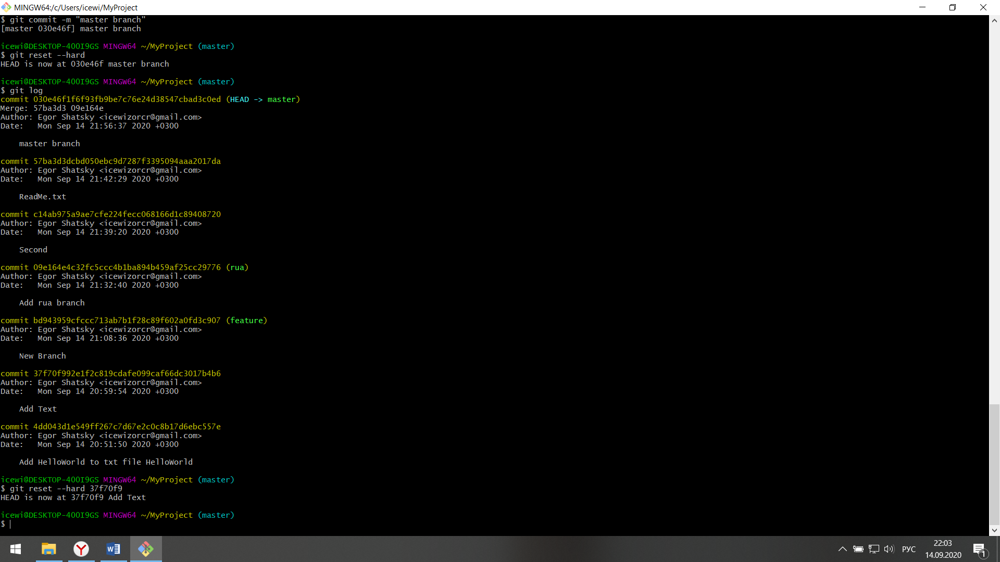 MINGW64:/c/Users/icewi/MyProject
$ git commit -m "master branch"
[master 030e46f] master branch
icewi@DESKTOP-4OOI9GS MINGW64 ~/MyProject (master)
$ git reset --hard
HEAD is now at 030e46f master branch
icewi@DESKTOP-4OOI9GS MINGW64 ~/MyProject (master)
$ git log
commit 030e46f1f6f93fb9be7c76e24d38547cbad3c0ed (HEAD -> master)
Merge: 57ba3d3 09e164e
Author: Egor Shatsky <icewizorcr@gmail.com>
Date:   Mon Sep 14 21:56:37 2020 +0300
master branch
commit 57ba3d3dcbd050ebc9d7287f3395094aaa2017da
Author: Egor Shatsky <icewizorcr@gmail.com>
Date:   Mon Sep 14 21:42:29 2020 +0300
ReadMe.txt
commit c14ab975a9ae7cfe224fecc068166d1c89408720
Author: Egor Shatsky <icewizorcr@gmail.com>
Date:   Mon Sep 14 21:39:20 2020 +0300
Second
commit 09e164e4c32fc5ccc4b1ba894b459af25cc29776 (rua)
Author: Egor Shatsky <icewizorcr@gmail.com>
Date:   Mon Sep 14 21:32:40 2020 +0300
Add rua branch
commit bd943959cfccc713ab7b1f28c89f602a0fd3c907 (feature)
Author: Egor Shatsky <icewizorcr@gmail.com>
Date:   Mon Sep 14 21:08:36 2020 +0300
New Branch
commit 37f70f992e1f2c819cdafe099caf66dc3017b4b6
Author: Egor Shatsky <icewizorcr@gmail.com>
Date:   Mon Sep 14 20:59:54 2020 +0300
Add Text
commit 4dd043d1e549ff267c7d67e2c0c8b17d6ebc557e
Author: Egor Shatsky <icewizorcr@gmail.com>
Date:   Mon Sep 14 20:51:50 2020 +0300
Add HelloWorld to txt file HelloWorld
icewi@DESKTOP-4OOI9GS MINGW64 ~/MyProject (master)
$ git reset --hard 37f70f9
HEAD is now at 37f70f9 Add Text
icewi@DESKTOP-4OOI9GS MINGW64 ~/MyProject (master)
$
РУС
22:03
14.09.2020
1